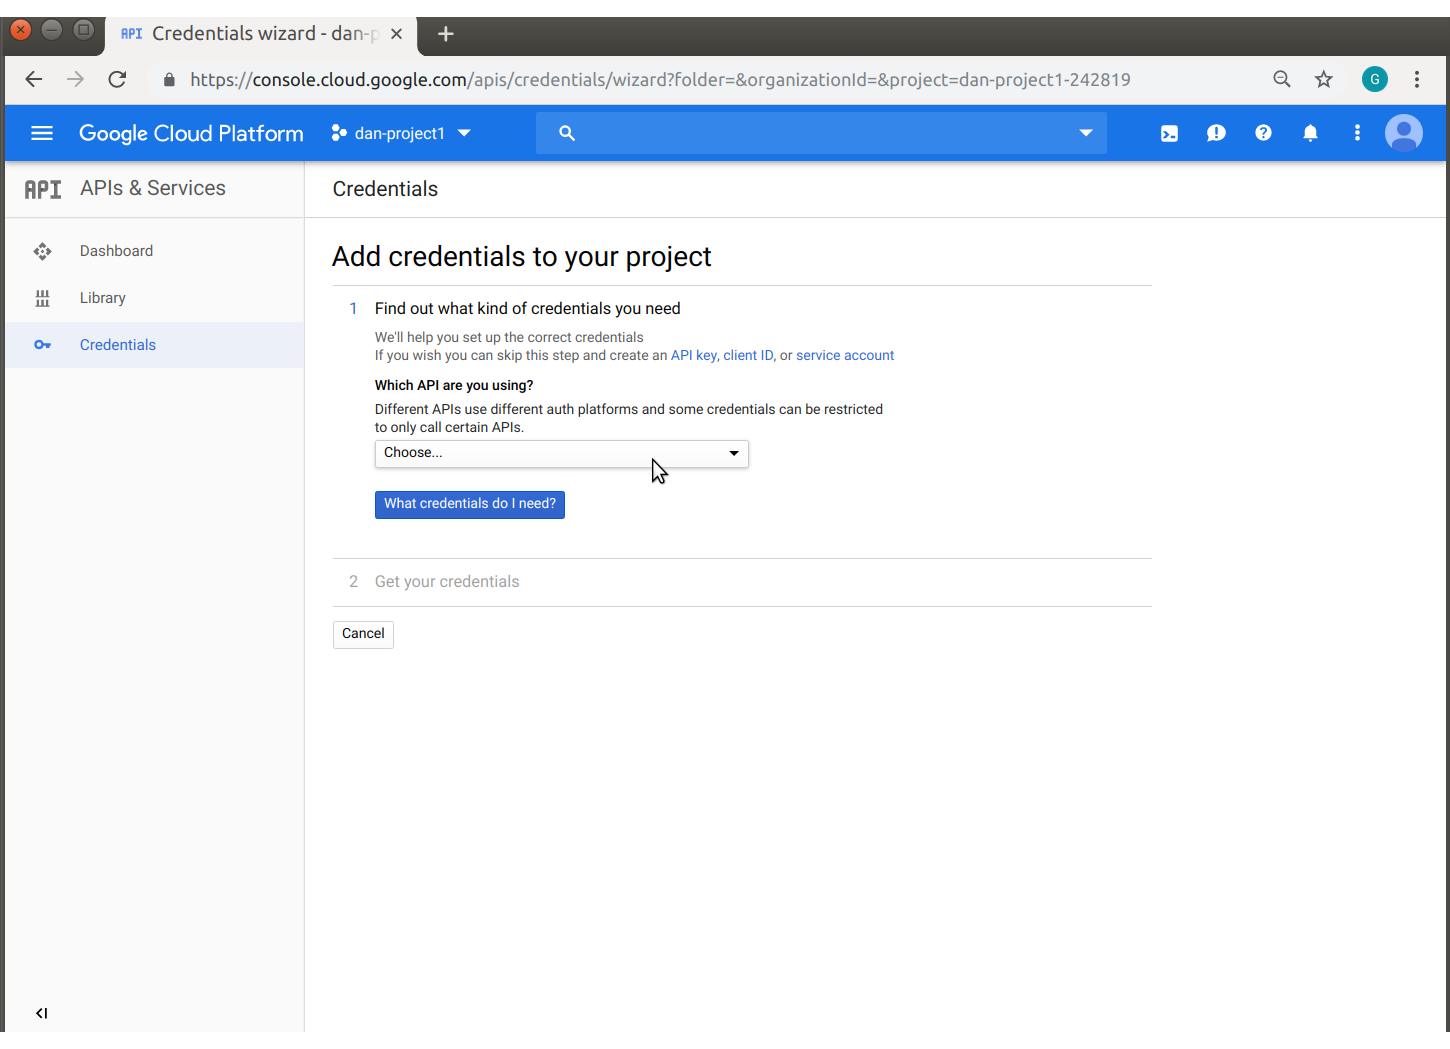 API Credentials wizard - dan-p
https://console.cloud.google.com/apis/credentials/wizard?folder=&organizationId=&project=dan-project1-242819
G
Google Cloud Platform
dan-project1
API APIs & Services
Credentials
Dashboard
Library
Credentials
Add credentials to your project
1 Find out what kind of credentials you need
We'll help you set up the correct credentials
If you wish you can skip this step and create an API key, client ID, or service account
Which API are you using?
Different APIs use different auth platforms and some credentials can be restricted
to only call certain APIs.
Choose...
What credentials do I need?
2 Get your credentials
Cancel